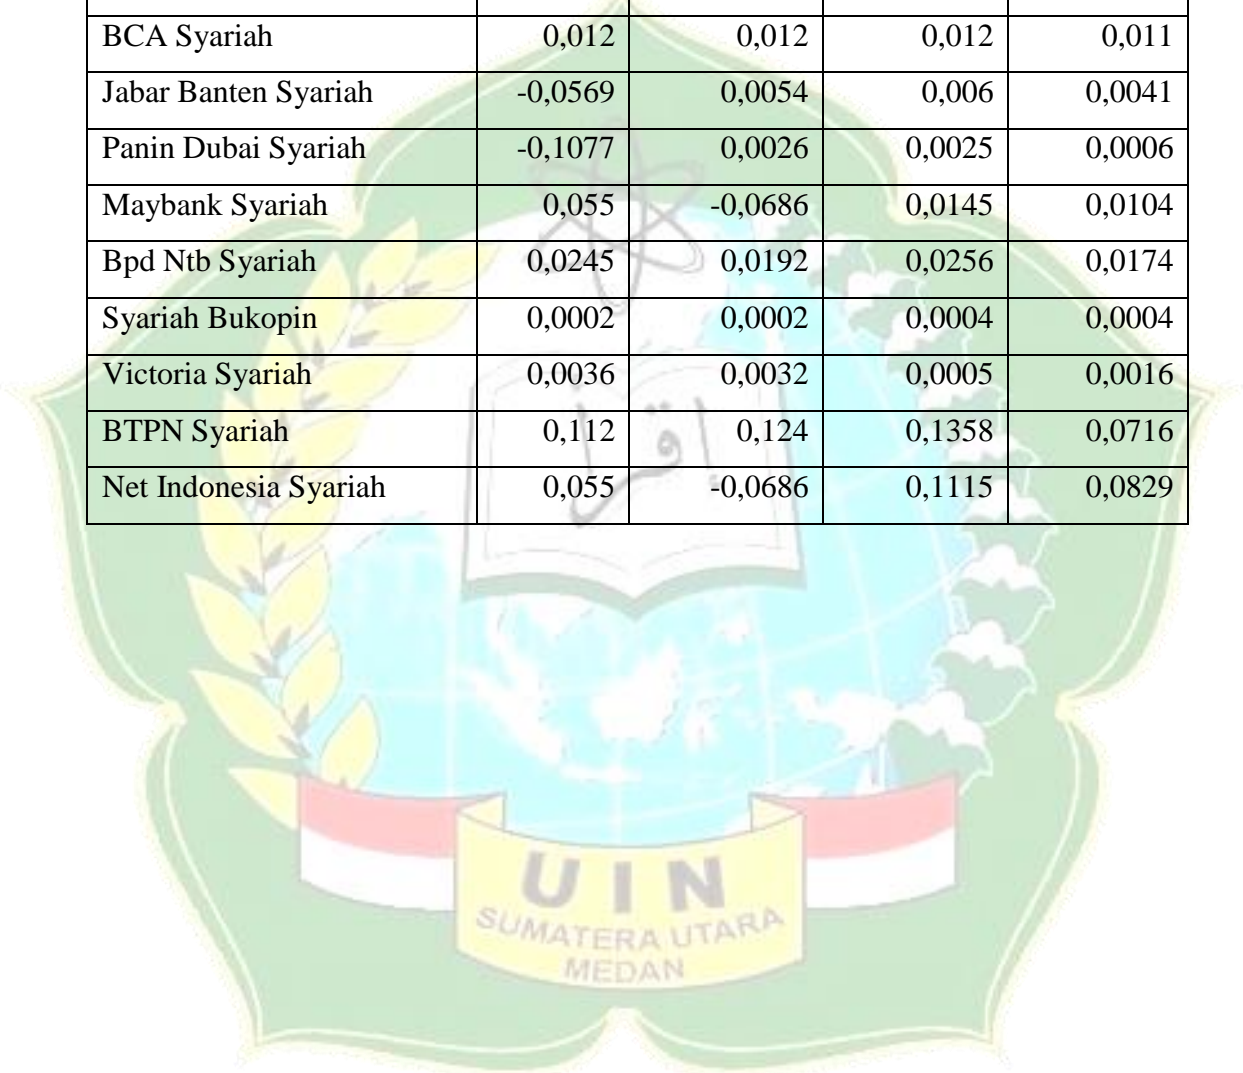 BCA Syariah 0,012 0,012 0,012 0,011
Jabar Banten Syariah -0,0569 0,0054 0,006 0,0041
Panin Dubai Syariah -0,1077 0,0026 0,0025 0,0006
Maybank Syariah 0,055 -0,0686 0,0145 0,0104
Bpd Ntb Syariah 0,0245 0,0192 0,0256 0,0174
Syariah Bukopin 0,0002 0,0002 0,0004 0,0004
Victoria Syariah 0,0036 0,0032 0,0005 0,0016
BTPN Syariah 0,112 0,124 0,1358 0,0716
Net Indonesia Syariah 0,055 -0,0686 0,1115 0,0829
اقرأ
UIN
SUMATERA UTARA
MEDAN